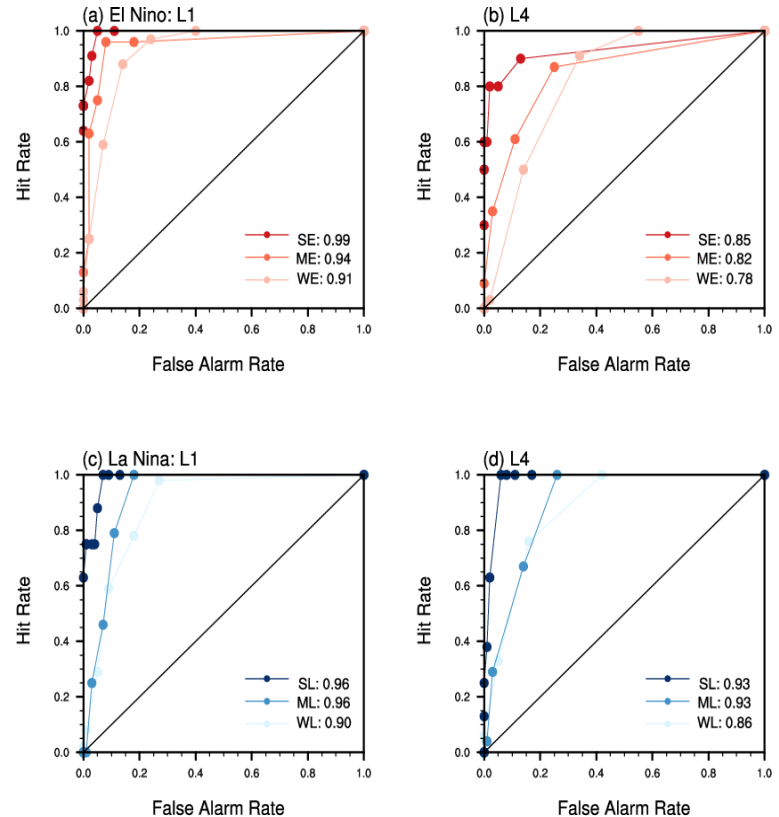 (a) El Nino: L1
1.0
0.8
0.6
0.4
0.2
0.0
Hit Rate
SE: 0.99
ME: 0.94
WE: 0.91
0.0 0.2 0.4 0.6 0.8 1.0
False Alarm Rate
(b) L4
1.0
0.8
0.6
0.4
0.2
0.0
Hit Rate
SE: 0.85
ME: 0.82
WE: 0.78
0.0 0.2 0.4 0.6 0.8 1.0
False Alarm Rate
(c) La Nina: L1
1.0
0.8
0.6
0.4
0.2
0.0
Hit Rate
SL: 0.96
ML: 0.96
WL: 0.90
0.0 0.2 0.4 0.6 0.8 1.0
False Alarm Rate
(d) L4
1.0
0.8
0.6
0.4
0.2
0.0
Hit Rate
SL: 0.93
ML: 0.93
WL: 0.86
0.0 0.2 0.4 0.6 0.8 1.0
False Alarm Rate